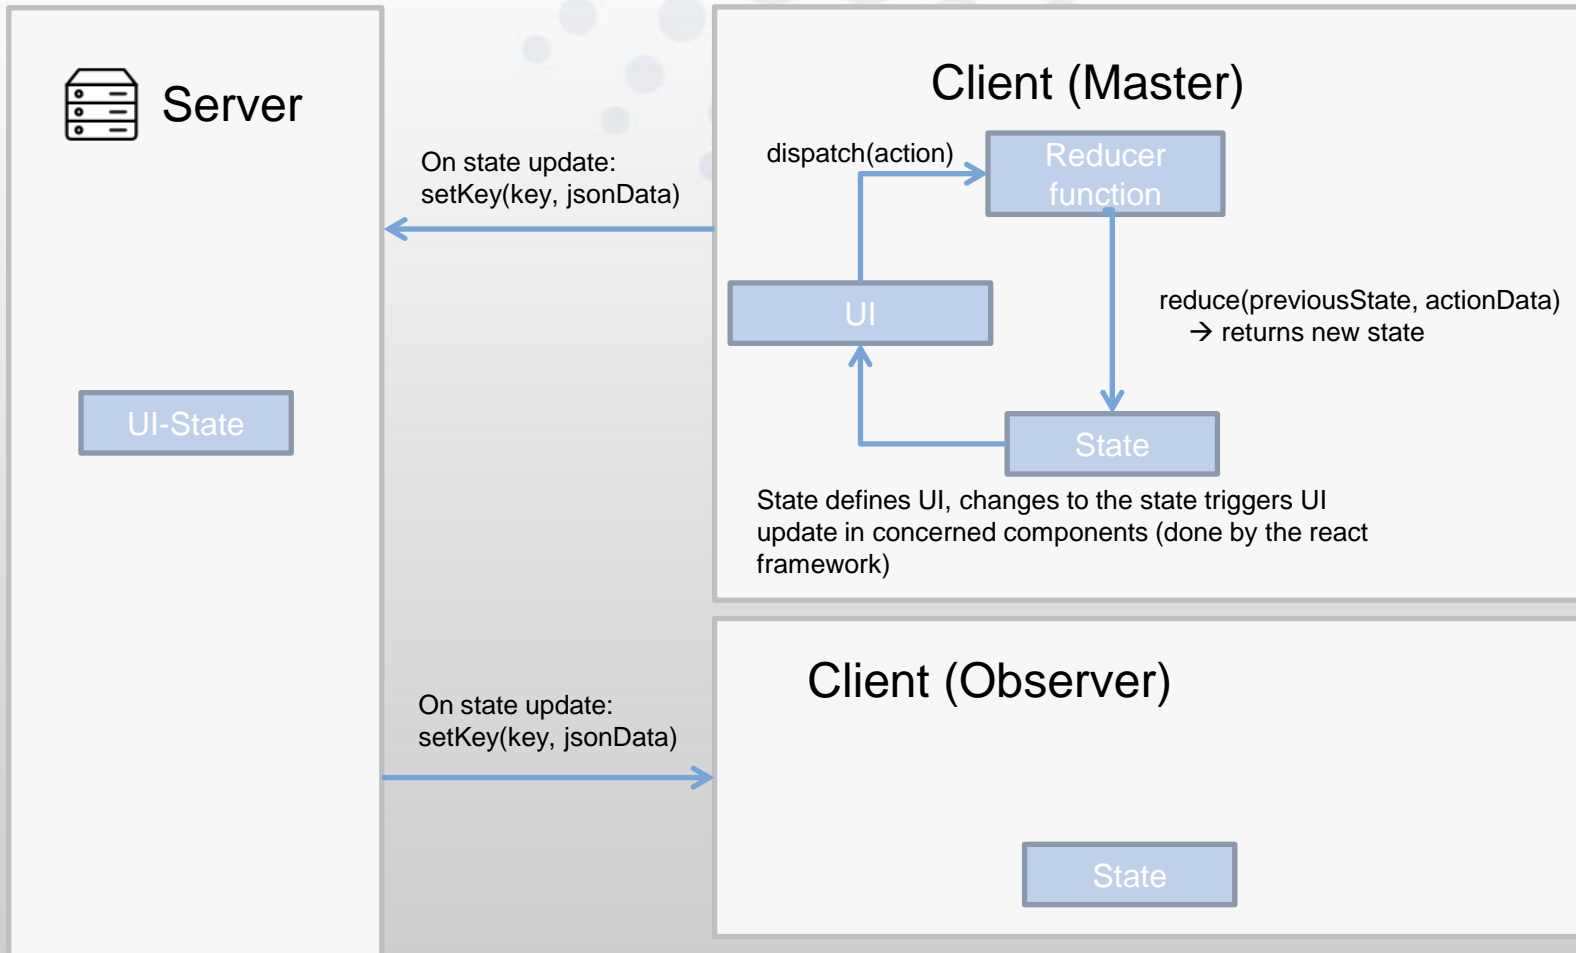 Server
UI-State
On state update:
setKey(key, jsonData)
Client (Master)
dispatch(action)
Reducer
function
UI
reduce(previousState, actionData)
→ returns new state
State
State defines UI, changes to the state triggers UI
update in concerned components (done by the react
framework)
On state update:
setKey(key, jsonData)
Client (Observer)
State